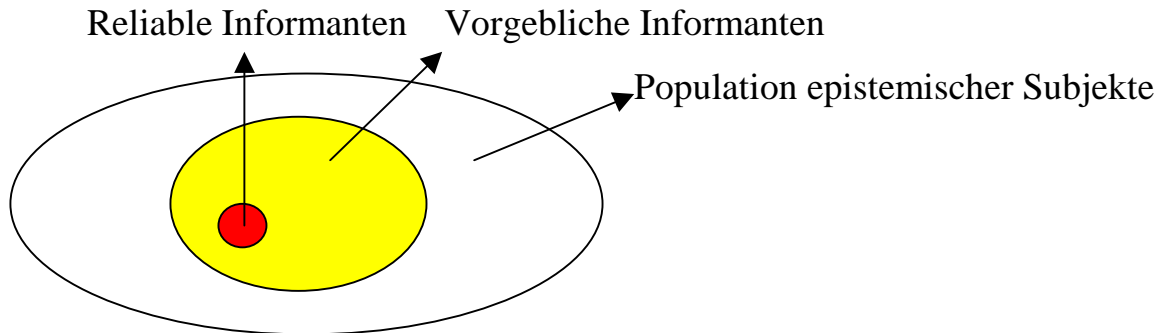 Reliable Informanten Vorgebliche Informanten
Population epistemischer Subjekte